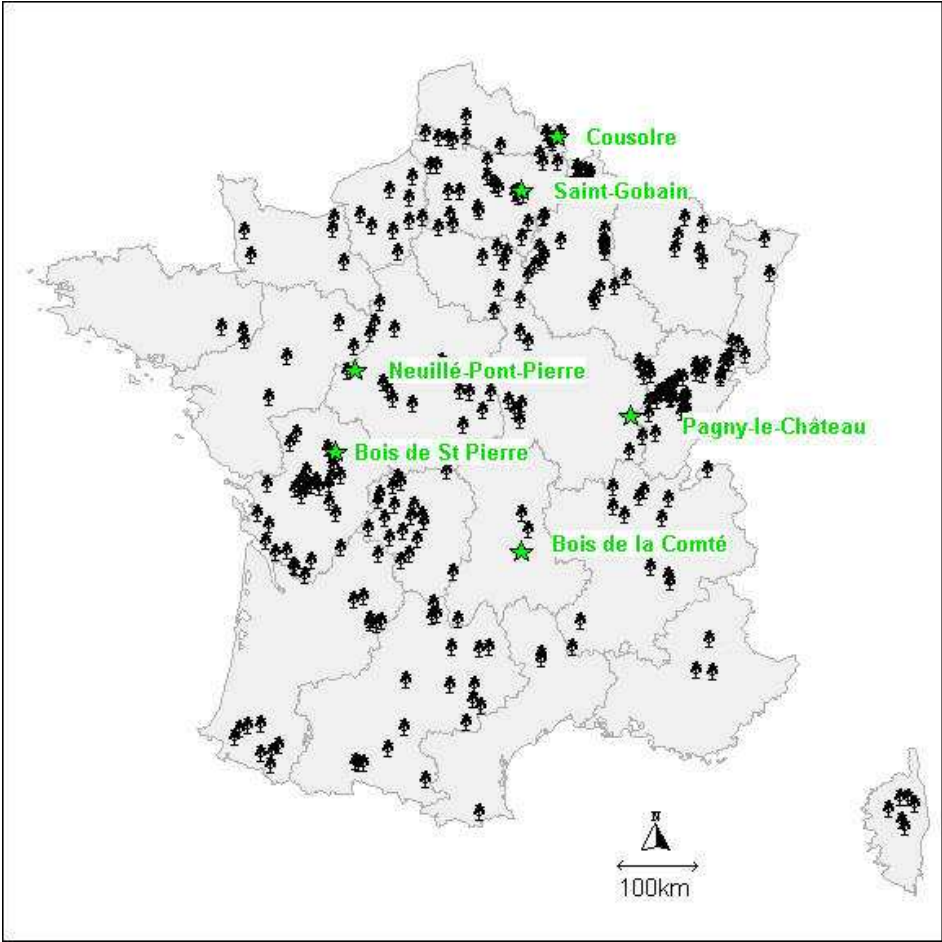 Cousolre
Saint-Gobain
Neuillé-Pont-Pierre
Pagny-le-Château
Bois de St Pierre
Bois de la Comté
N
100km